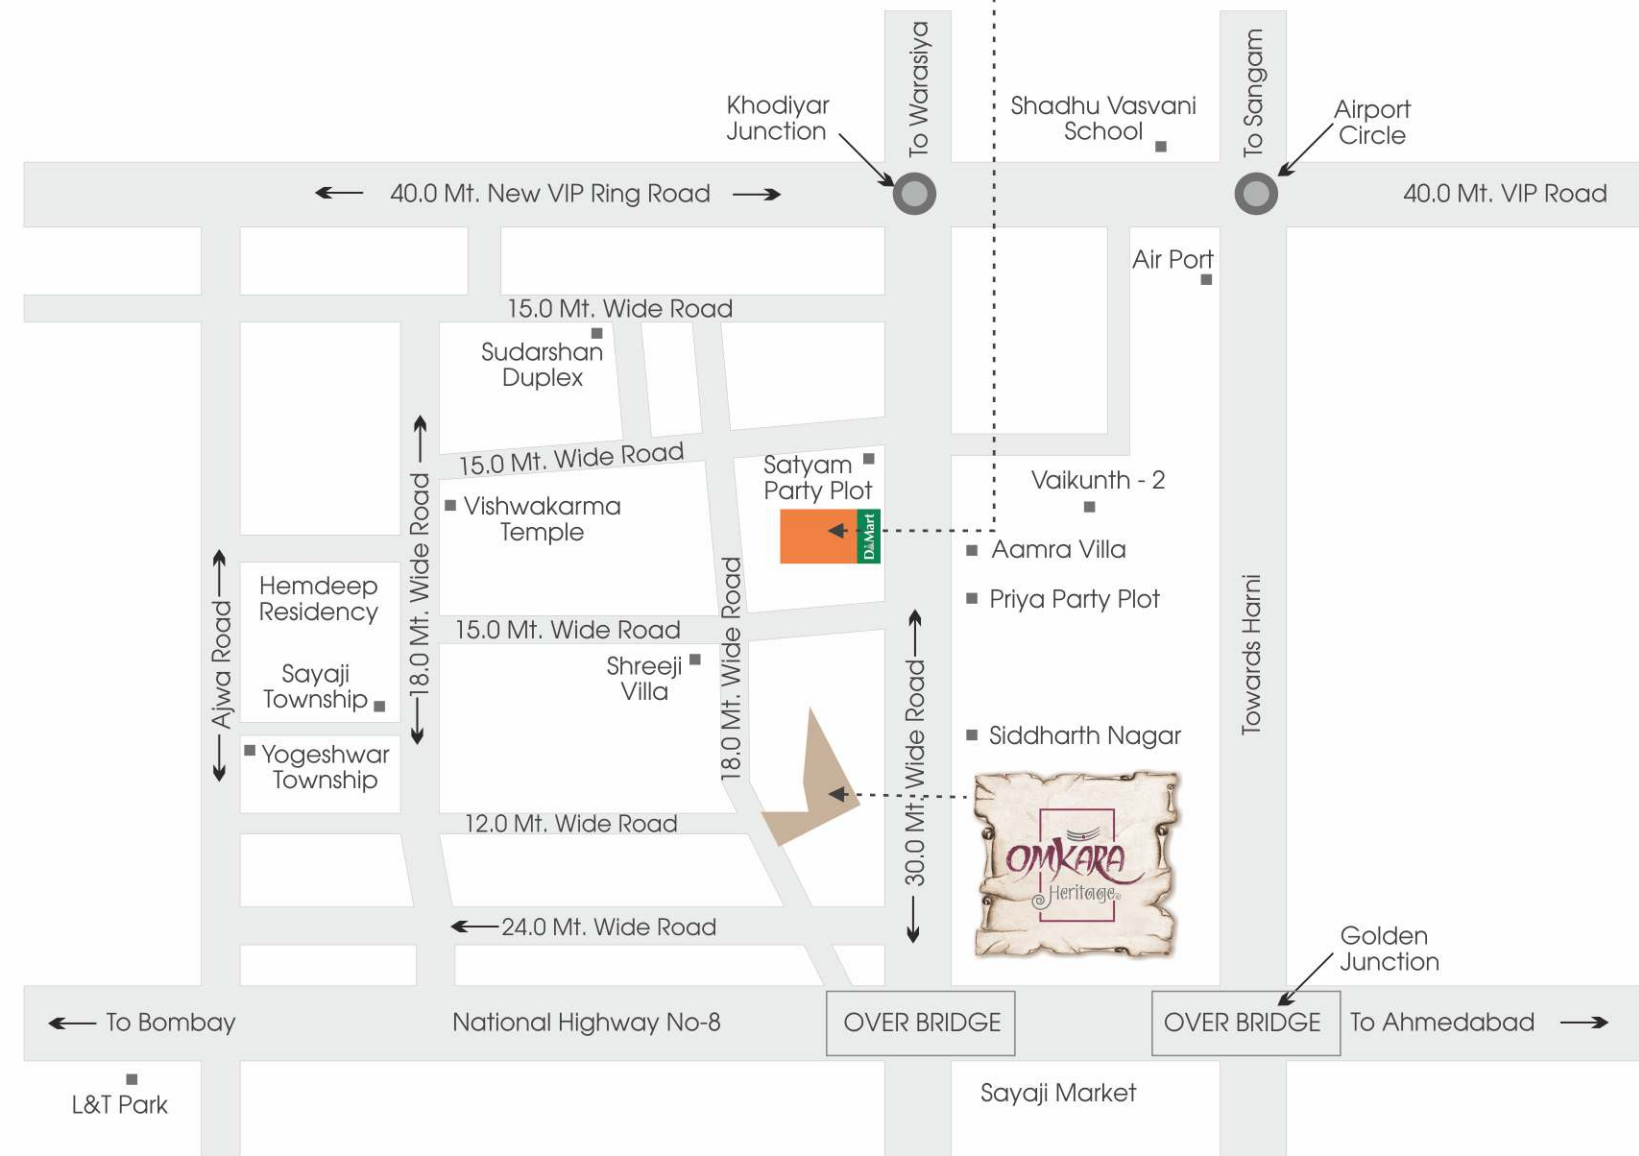 To Warasiya
To Sangam
Khodiyar
Junction
Shadhu Vasvani
School
Airport
Circle
40.0 Mt. New VIP Ring Road
40.0 Mt. VIP Road
Air Port
15.0 Mt. Wide Road
Sudarshan
Duplex
15.0 Mt. Wide Road
Satyam
Party Plot
Vaikunth - 2
Vishwakarma
Temple
D Mart
Aamra Villa
Hemdeep
Residency
Priya Party Plot
18.0 Mt. Wide Road
15.0 Mt. Wide Road
18.0 Mt. Wide Road
Ajwa Road
Towards Harni
Shreeji
Villa
Sayaji
Township
30.0 Mt. Wide Road
Siddharth Nagar
Yogeshwar
Township
12.0 Mt. Wide Road
OMKARA
Heritage
24.0 Mt. Wide Road
Golden
Junction
To Bombay
National Highway No-8
OVER BRIDGE
OVER BRIDGE
To Ahmedabad
L&T Park
Sayaji Market